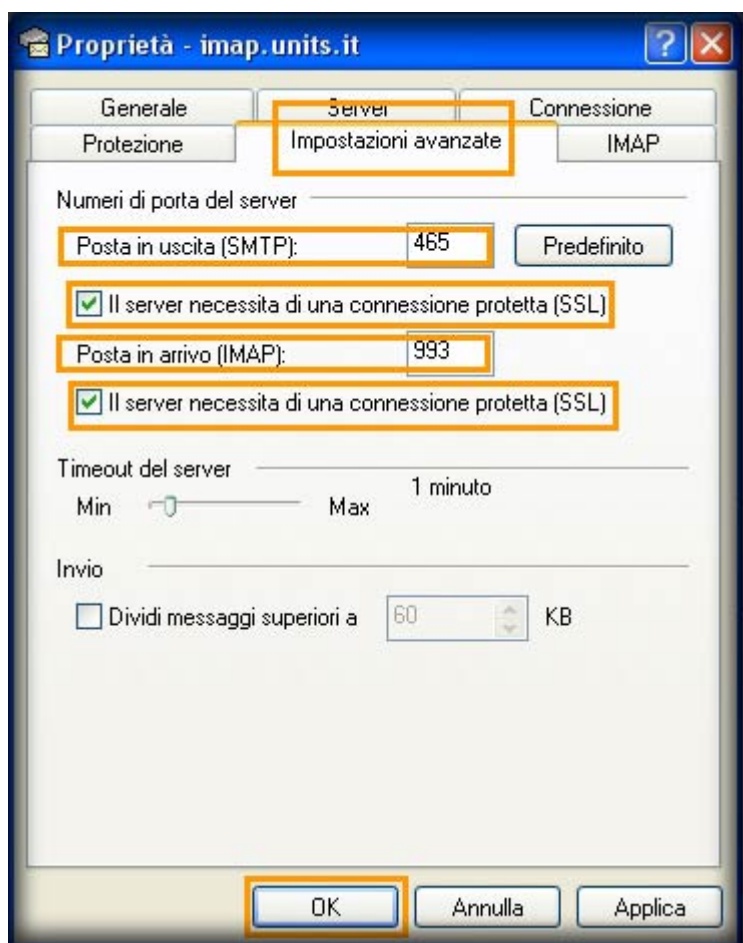 Proprietà - imap.units.it
Generale Server Connessione
Protezione Impostazioni avanzate IMAP
Numeri di porta del server
Posta in uscita (SMTP): 465 Predefinito
Il server necessita di una connessione protetta (SSL)
Posta in arrivo (IMAP): 993
Il server necessita di una connessione protetta (SSL)
Timeout del server
Min Max 1 minuto
Invio
Dividi messaggi superiori a 60 KB
OK Annulla Applica